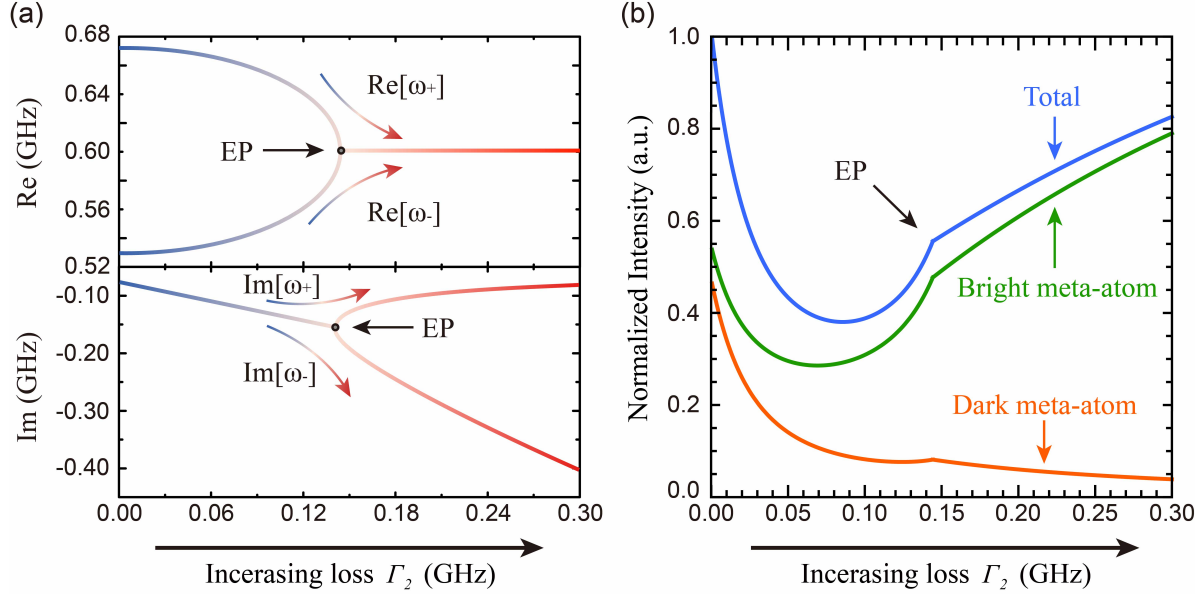 (a)
Re (GHz)
0.68
0.64
0.60
0.56
0.52
Re[ω+]
EP
Re[ω-]
Im (GHz)
-0.10
-0.20
-0.30
-0.40
Im[ω+]
EP
Im[ω-]
0.00 0.06 0.12 0.18 0.24 0.30
Incerasing loss Γ2 (GHz)
(b)
Normalized Intensity (a.u.)
1.0
0.8
0.6
0.4
0.2
0.0
Total
EP
Bright meta-atom
Dark meta-atom
0.00 0.05 0.10 0.15 0.20 0.25 0.30
Incerasing loss Γ2 (GHz)